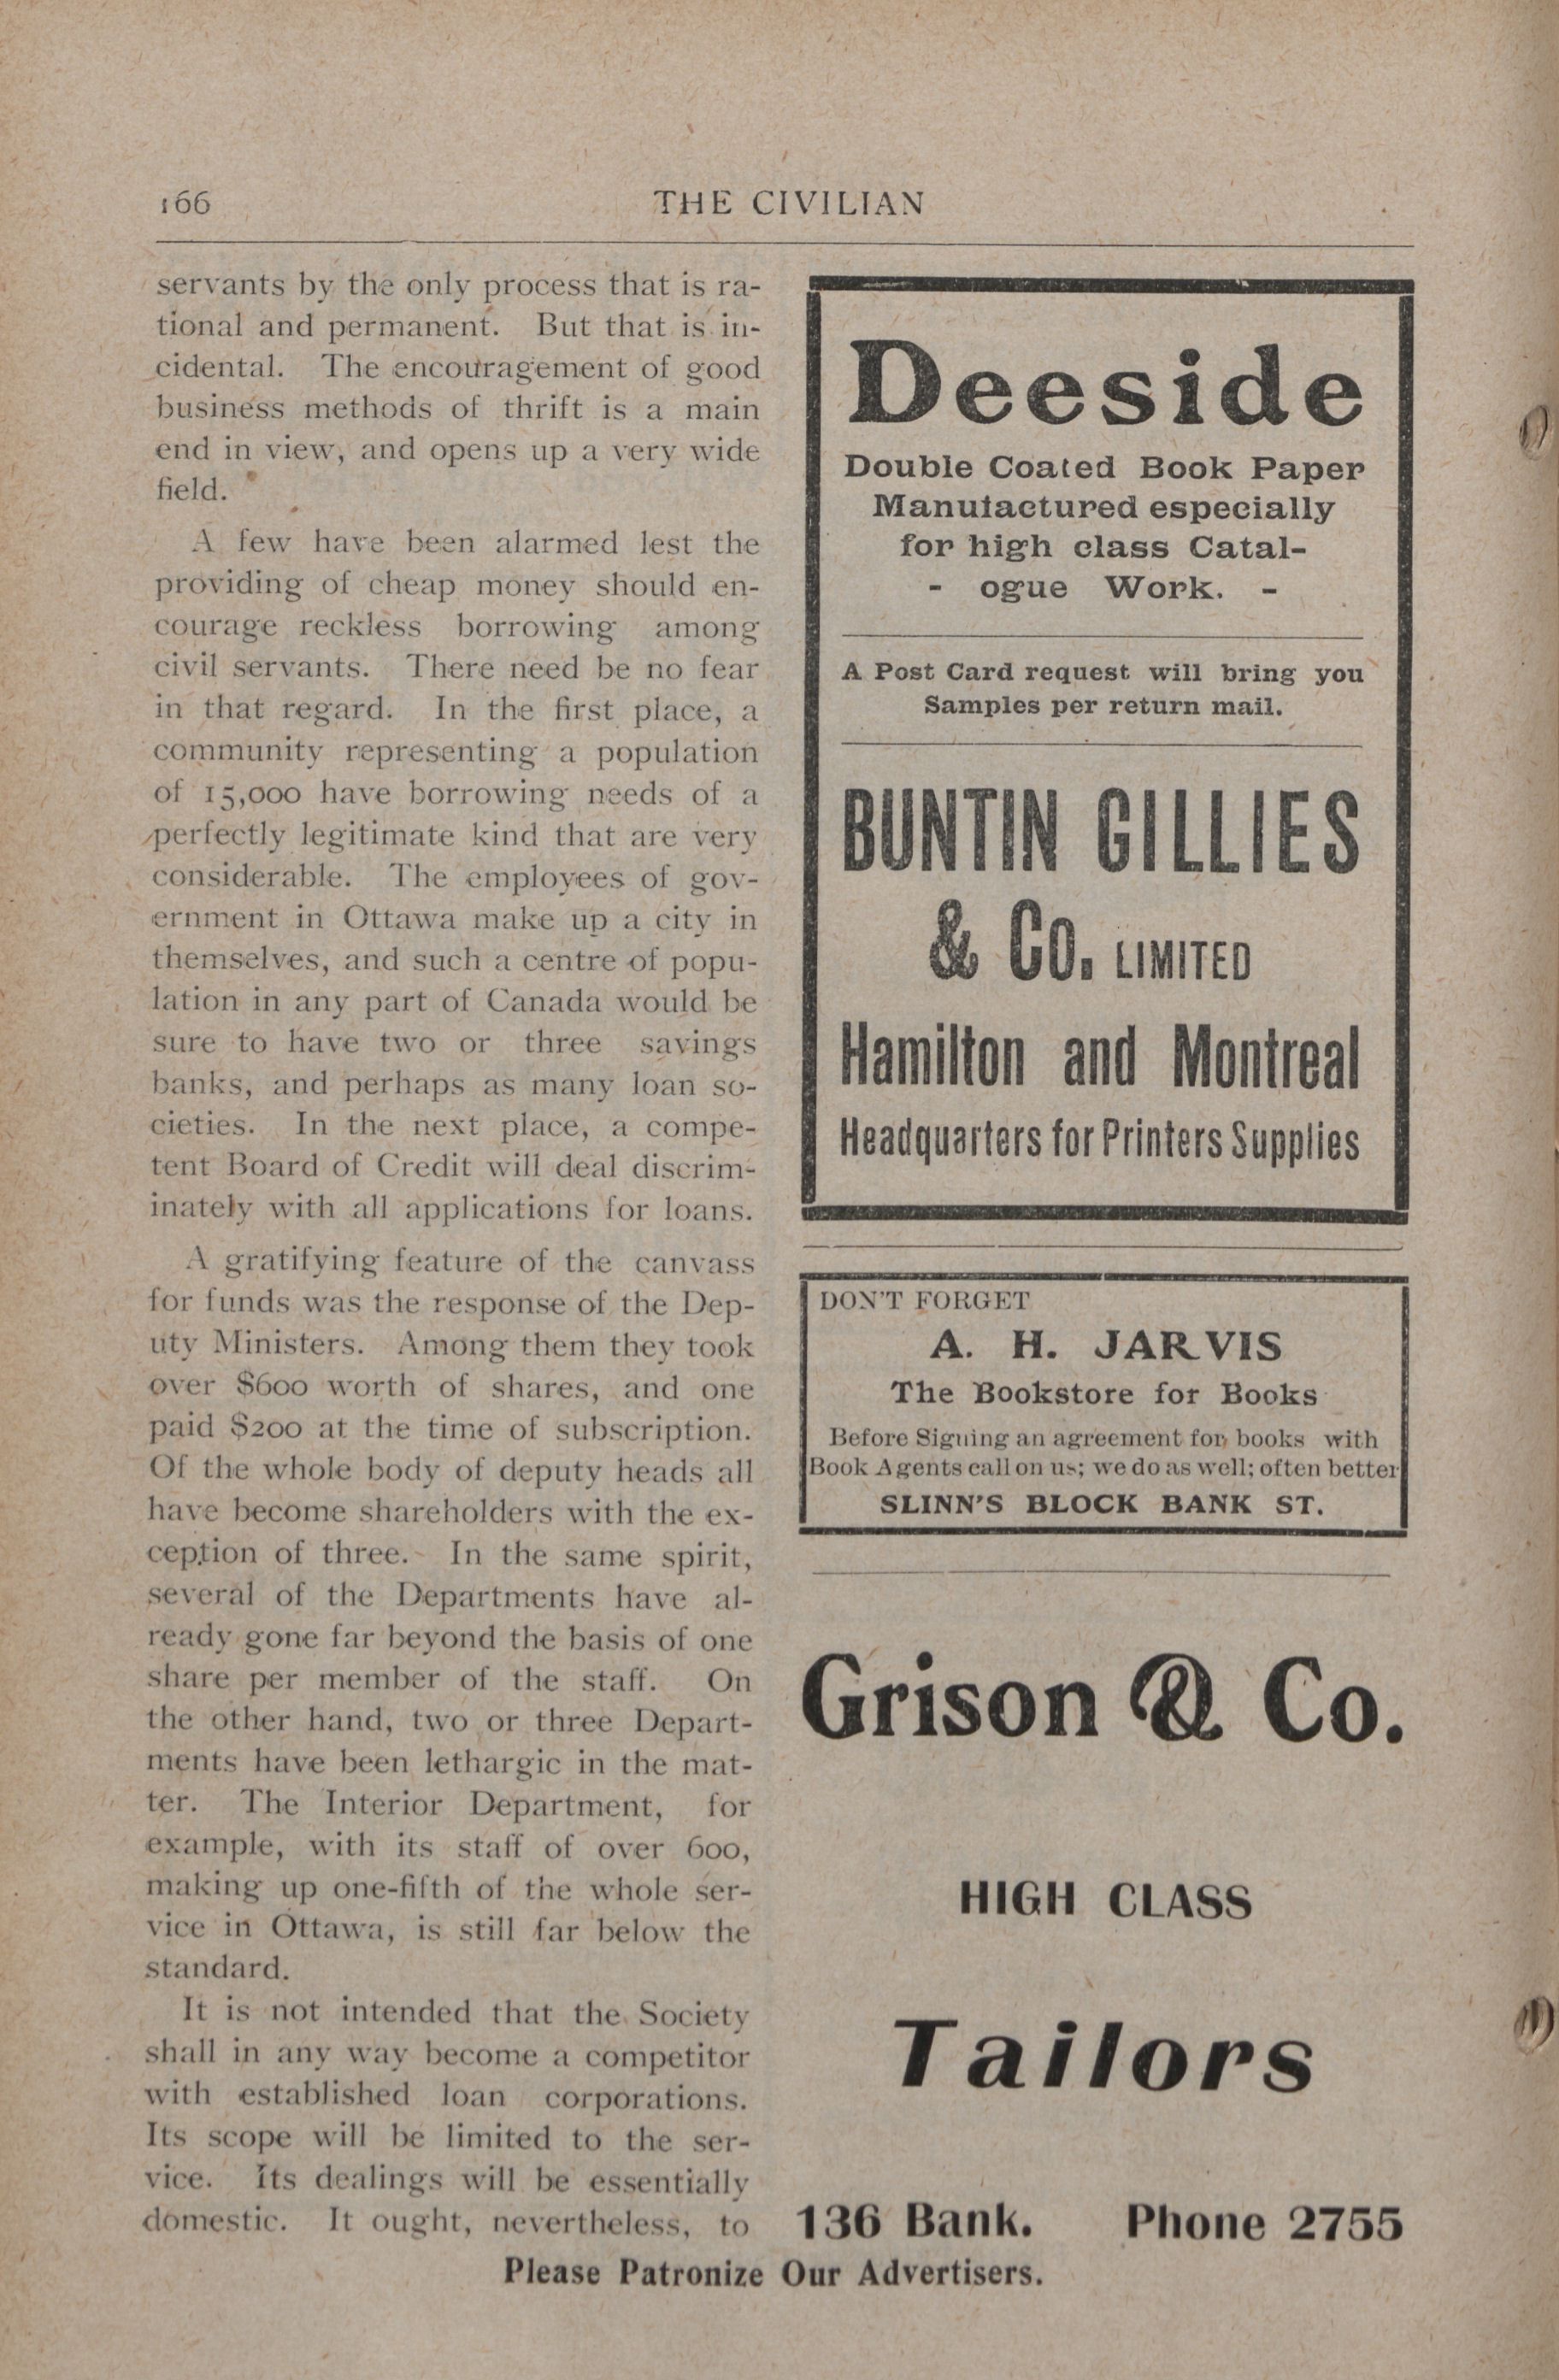 166
THE CIVILIAN
servants by the only process that is ra-
tional and permanent. But that is in-
cidental. The encouragement of good
business methods of thrift is a main
end in view, and opens up a very wide
field.
A few have been alarmed lest the
providing of cheap money should en-
courage reckless borrowing among
civil servants. There need be no fear
in that regard. In the first place, a
community representing a population
of 15,000 have borrowing needs of a
perfectly legitimate kind that are very
considerable. The employees of gov-
ernment in Ottawa make up a city in
themselves, and such a centre of popu-
lation in any part of Canada would be
sure to have two or three savings
banks, and perhaps as many loan so-
cieties. In the next place, a compe-
tent Board of Credit will deal discrim-
inately with all applications for loans.
A gratifying feature of the canvass
for funds was the response of the Dep-
uty Ministers. Among them they took
over $600 worth of shares, and one
paid $200 at the time of subscription.
Of the whole body of deputy heads all
have become shareholders with the ex-
ception of three. In the same spirit,
several of the Departments have al-
ready gone far beyond the basis of one
share per member of the staff. On
the other hand, two or three Depart-
ments have been lethargic in the mat-
ter. The Interior Department, for
example, with its staff of over 600,
making up one-fifth of the whole ser-
vice in Ottawa, is still far below the
standard.
It is not intended that the Society
shall in any way become a competitor
with established loan corporations.
Its scope will be limited to the ser-
vice. Its dealings will be essentially
domestic. It ought, nevertheless, to
Deeside
Double Coated Book Paper
Manufactured especially
for high class Catal-
- ogue Work. -
A Post Card request will bring you
Samples per return mail.
BUNTIN GILLIES
& CO. LIMITED
Hamilton and Montreal
Headquarters for Printers Supplies
DON'T FORGET
A. H. JARVIS
The Bookstore for Books
Before Signing an agreement for books with
Book Agents call on us; we do as well; often better
SLINN'S BLOCK BANK ST.
Grison & Co.
HIGH CLASS
Tailors
136 Bank. Phone 2755
Please Patronize Our Advertisers.